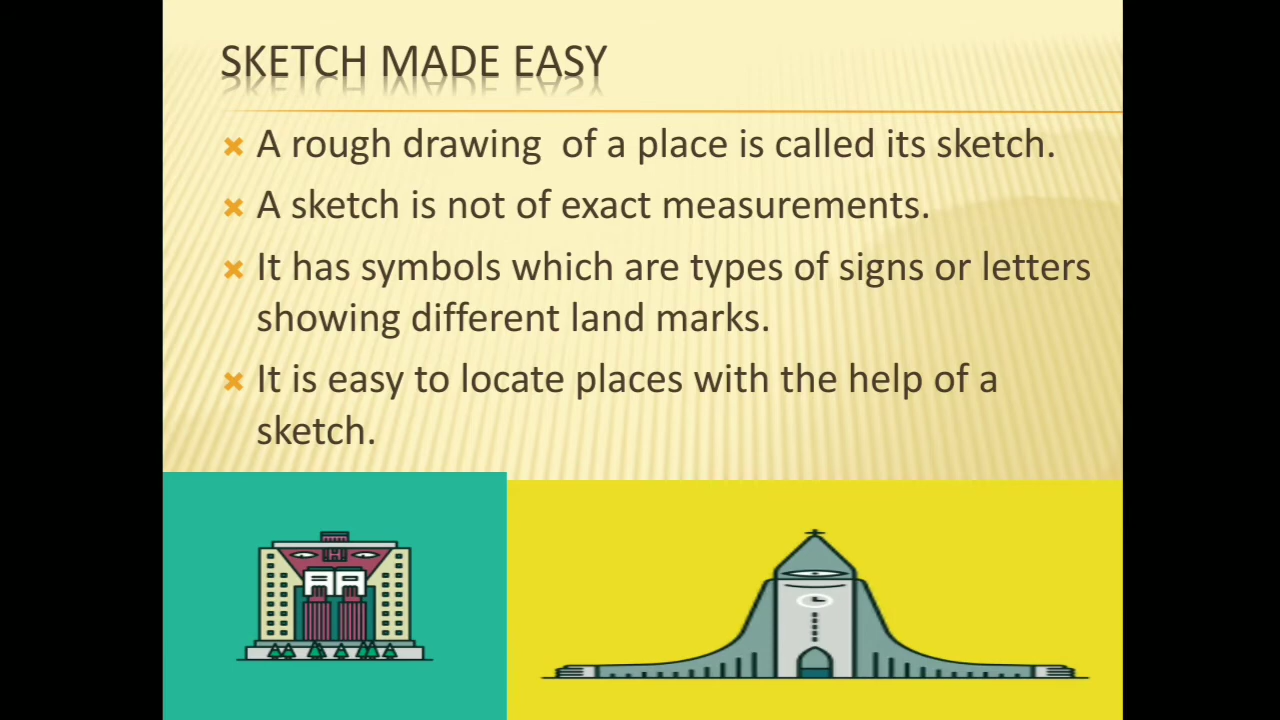 SKETCH MADE EASY
A rough drawing of a place is called its sketch.
A sketch is not of exact measurements.
It has symbols which are types of signs or letters
showing different land marks.
It is easy to locate places with the help of a
sketch.